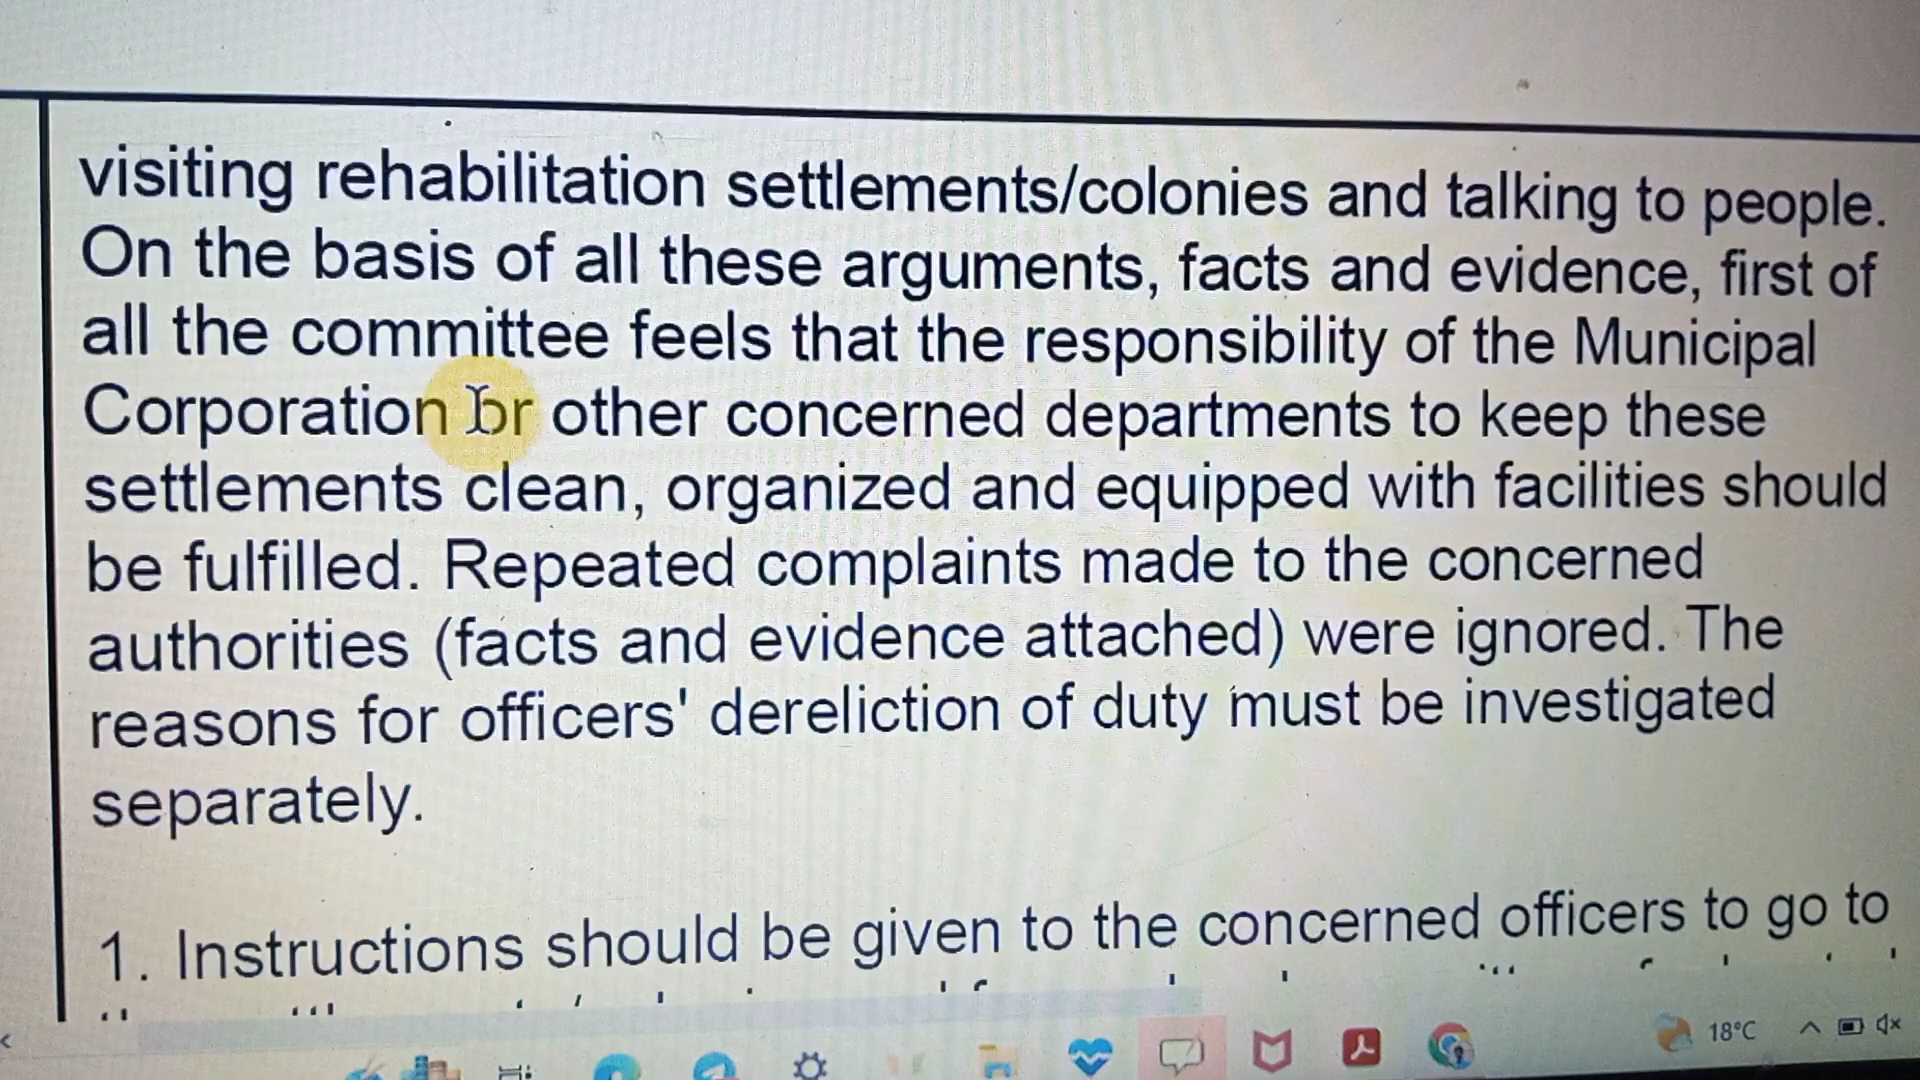 visiting rehabilitation settlements/colonies and talking to people.
On the basis of all these arguments, facts and evidence, first of
all the committee feels that the responsibility of the Municipal
Corporation or other concerned departments to keep these
settlements clean, organized and equipped with facilities should
be fulfilled. Repeated complaints made to the concerned
authorities (facts and evidence attached) were ignored. The
reasons for officers' dereliction of duty must be investigated
separately.
1. Instructions should be given to the concerned officers to go to
18°C